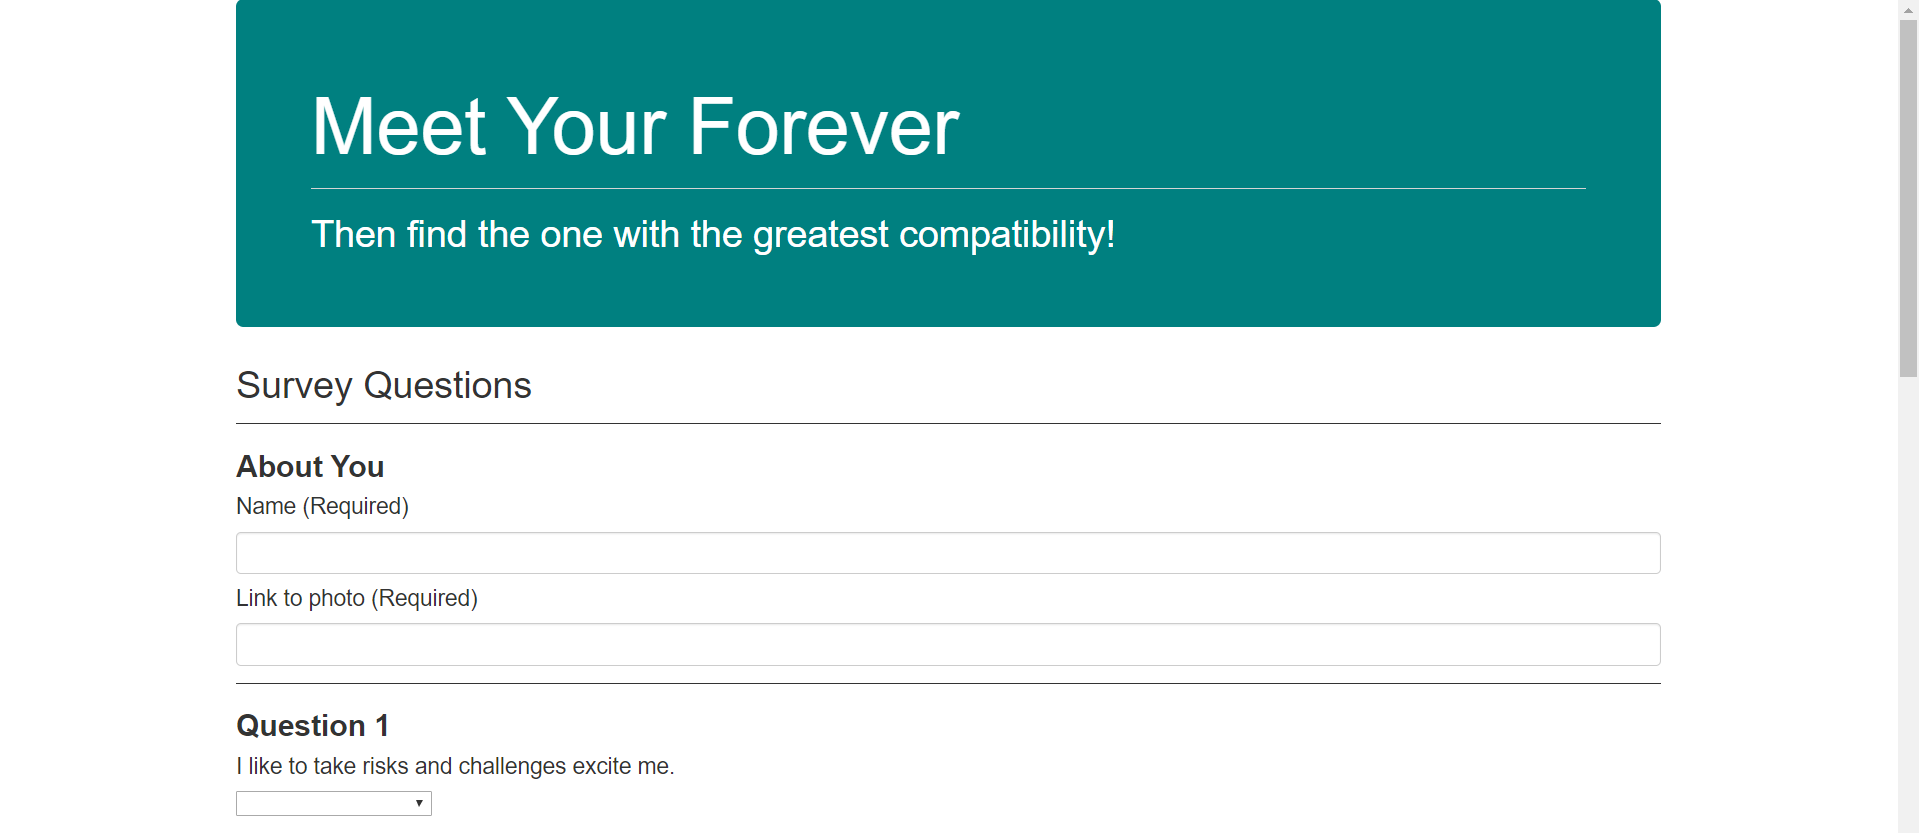 Meet Your Forever
Then find the one with the greatest compatibility!
Survey Questions
About You
Name (Required)
Link to photo (Required)
Question 1
I like to take risks and challenges excite me.